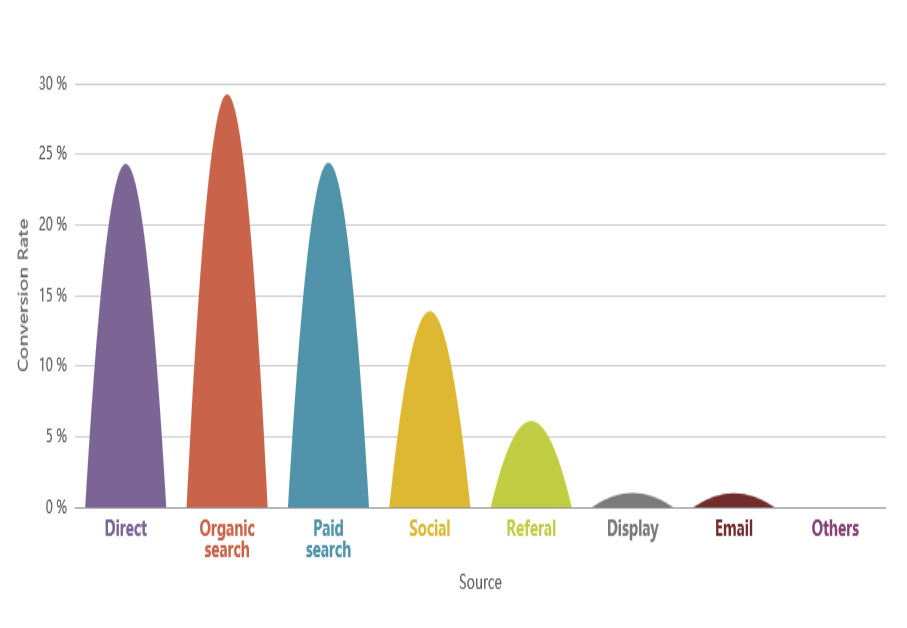 30 %
25 %
20 %
15 %
10 %
5 %
0 %
Conversion Rate
Direct
Organic
search
Paid
search
Social
Referal
Display
Email
Others
Source